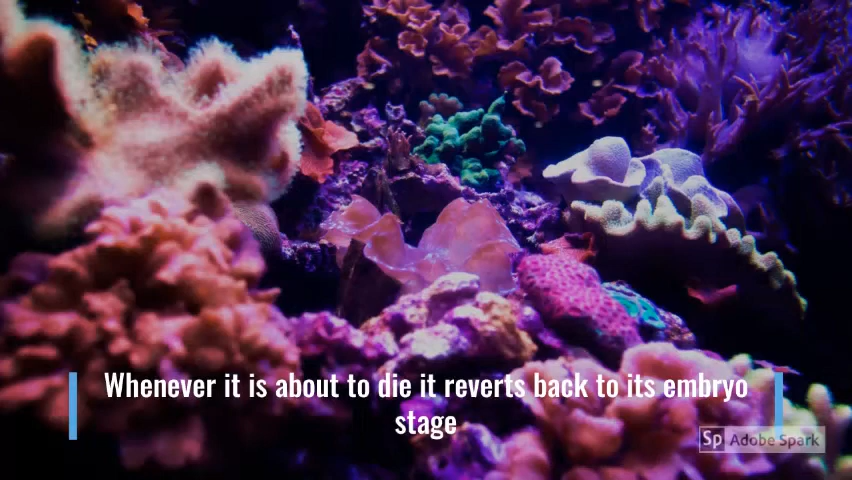 Whenever it is about to die it reverts back to its embryo
stage
Sp Adobe Spark